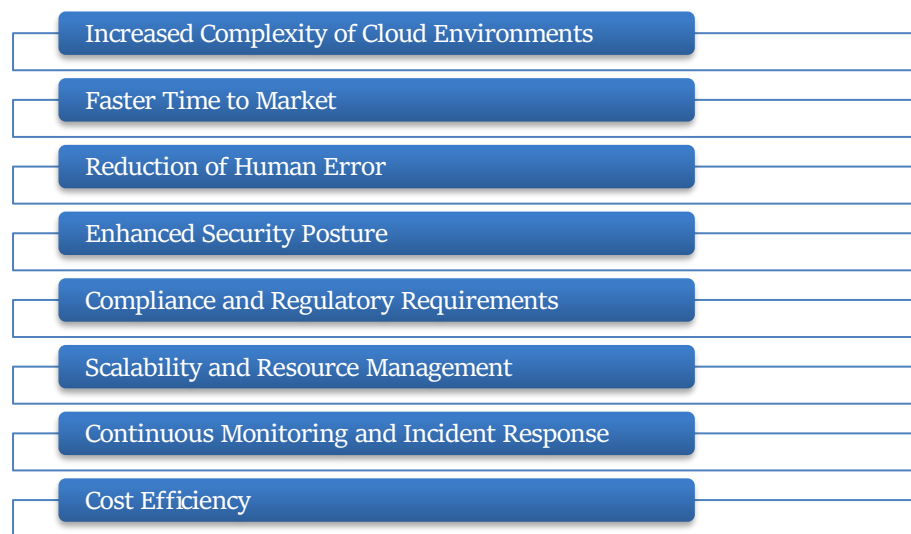 Increased Complexity of Cloud Environments
Faster Time to Market
Reduction of Human Error
Enhanced Security Posture
Compliance and Regulatory Requirements
Scalability and Resource Management
Continuous Monitoring and Incident Response
Cost Efficiency